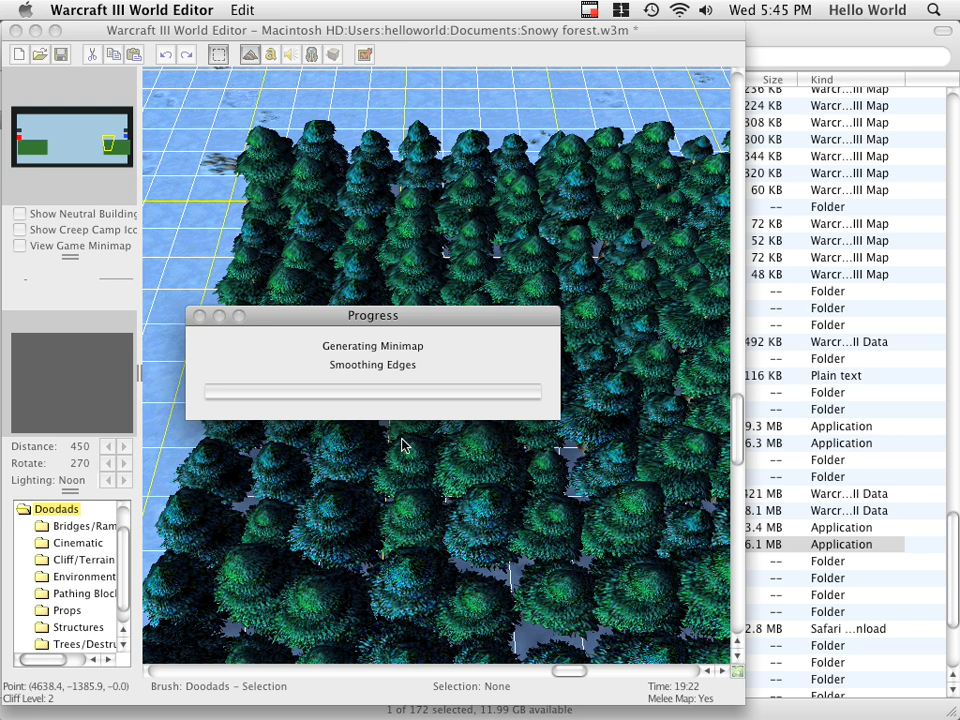 Warcraft III World Editor Edit Wed 5:45 PM Hello World
Warcraft III World Editor – Macintosh HD:Users:helloworld:Documents:Snowy forest.w3m *
Show Neutral Building
Show Creep Camp Ico
View Game Minimap
Distance: 450
Rotate: 270
Lighting: Noon
Doodads
Bridges/Ram
Cinematic
Cliff/Terrain
Environment
Pathing Block
Props
Structures
Trees/Destru
Point: (4638.4, -1385.9, -0.0)
Cliff Level: 2
Brush: Doodads – Selection
Selection: None
Time: 19:22
Melee Map: Yes
Progress
Generating Minimap
Smoothing Edges
Size Kind
236 KB Warcr...III Map
224 KB Warcr...III Map
308 KB Warcr...III Map
300 KB Warcr...III Map
344 KB Warcr...III Map
320 KB Warcr...III Map
60 KB Warcr...III Map
-- Folder
72 KB Warcr...III Map
52 KB Warcr...III Map
72 KB Warcr...III Map
48 KB Warcr...III Map
-- Folder
-- Folder
-- Folder
492 KB Warcr...II Data
-- Folder
116 KB Plain text
-- Folder
-- Folder
9.3 MB Application
6.3 MB Application
-- Folder
-- Folder
421 MB Warcr...II Data
8.1 MB Warcr...II Data
3.4 MB Application
6.1 MB Application
-- Folder
-- Folder
-- Folder
-- Folder
2.8 MB Safari ...nload
-- Folder
-- Folder
-- Folder
-- Folder
1 of 172 selected, 11.99 GB available